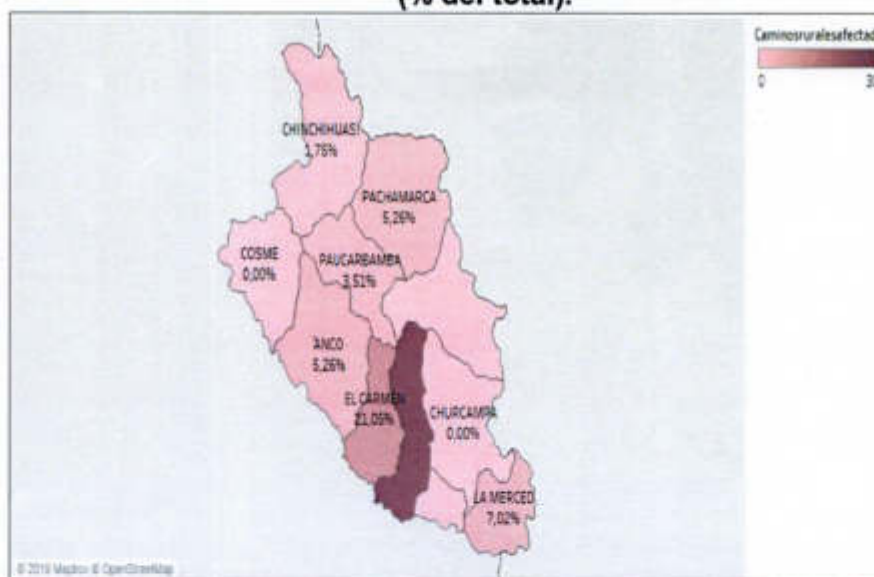 (% del total).
Caminosruralesafectad
0
CHINCHIHUASI
1,75%
PACHAMARCA
5,26%
COSME
0,00%
PAUCARBAMBA
3,51%
ANCO
5,26%
EL CARMEN
21,05%
CHURCAMPA
0,00%
LA MERCED
7,02%
© 2019 Mapbox © OpenStreetMap